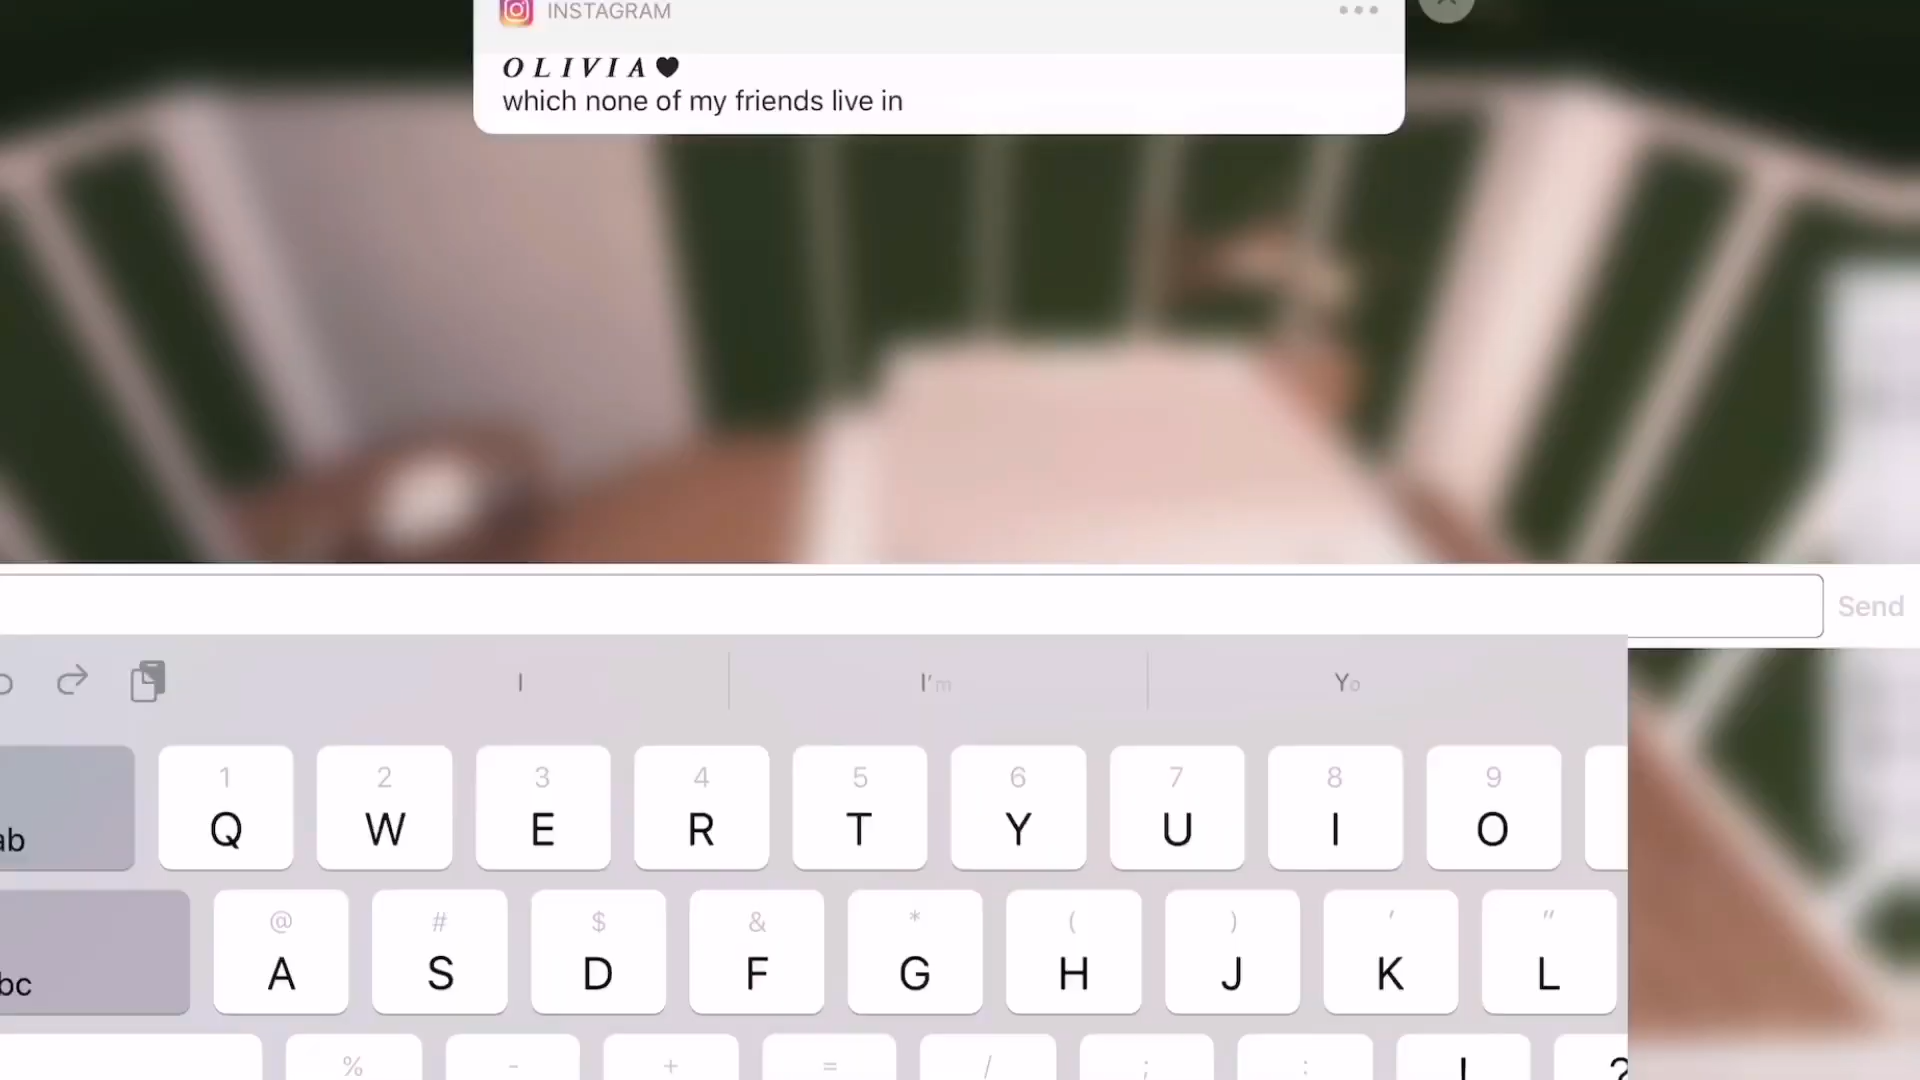 INSTAGRAM
OLIVIA🖤
which none of my friends live in
Send
I
I'm
Yo
1 2 3 4 5 6 7 8 9
ab Q W E R T Y U I O
@ # $ & * ( ) ' "
bc A S D F G H J K L
% - + = / ; : ! ?